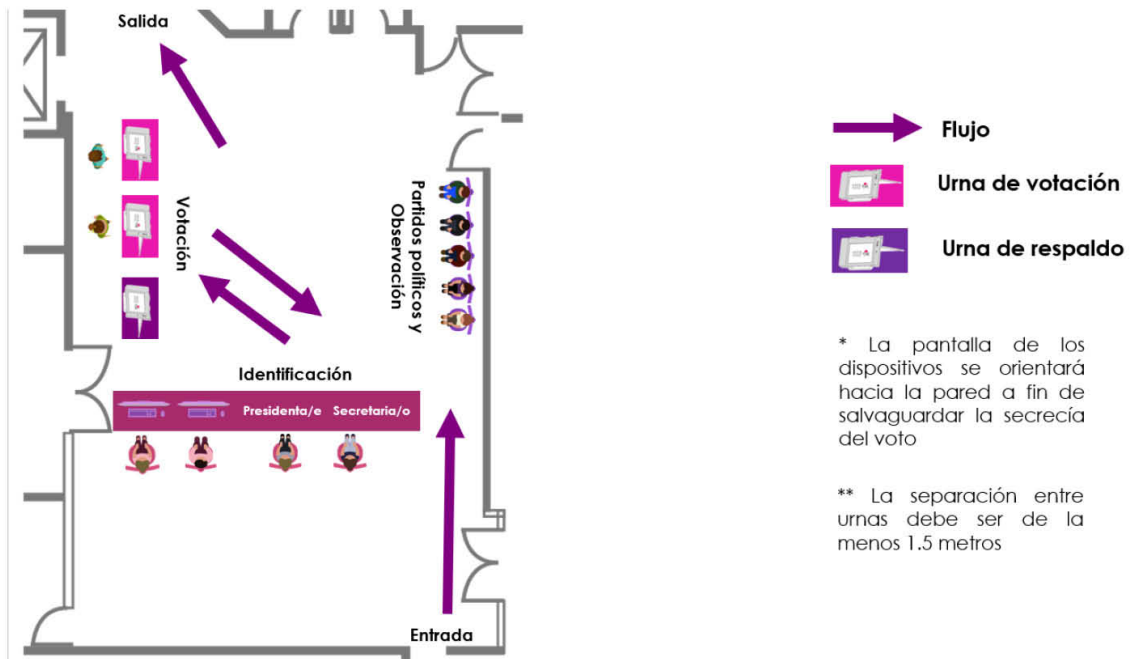 Salida
Votación
Partidos políticos y
Observación
Identificación
Presidenta/e
Secretaria/o
Entrada
Flujo
Urna de votación
Urna de respaldo
* La pantalla de los
dispositivos se orientará
hacia la pared a fin de
salvaguardar la secrecía
del voto
** La separación entre
urnas debe ser de la
menos 1.5 metros